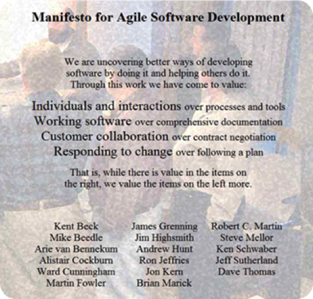 Manifesto for Agile Software Development
We are uncovering better ways of developing
software by doing it and helping others do it.
Through this work we have come to value:
Individuals and interactions over processes and tools
Working software over comprehensive documentation
Customer collaboration over contract negotiation
Responding to change over following a plan
That is, while there is value in the items on
the right, we value the items on the left more.
Kent Beck James Grenning Robert C. Martin
Mike Beedle Jim Highsmith Steve Mellor
Arie van Bennekum Andrew Hunt Ken Schwaber
Alistair Cockburn Ron Jeffries Jeff Sutherland
Ward Cunningham Jon Kern Dave Thomas
Martin Fowler Brian Marick